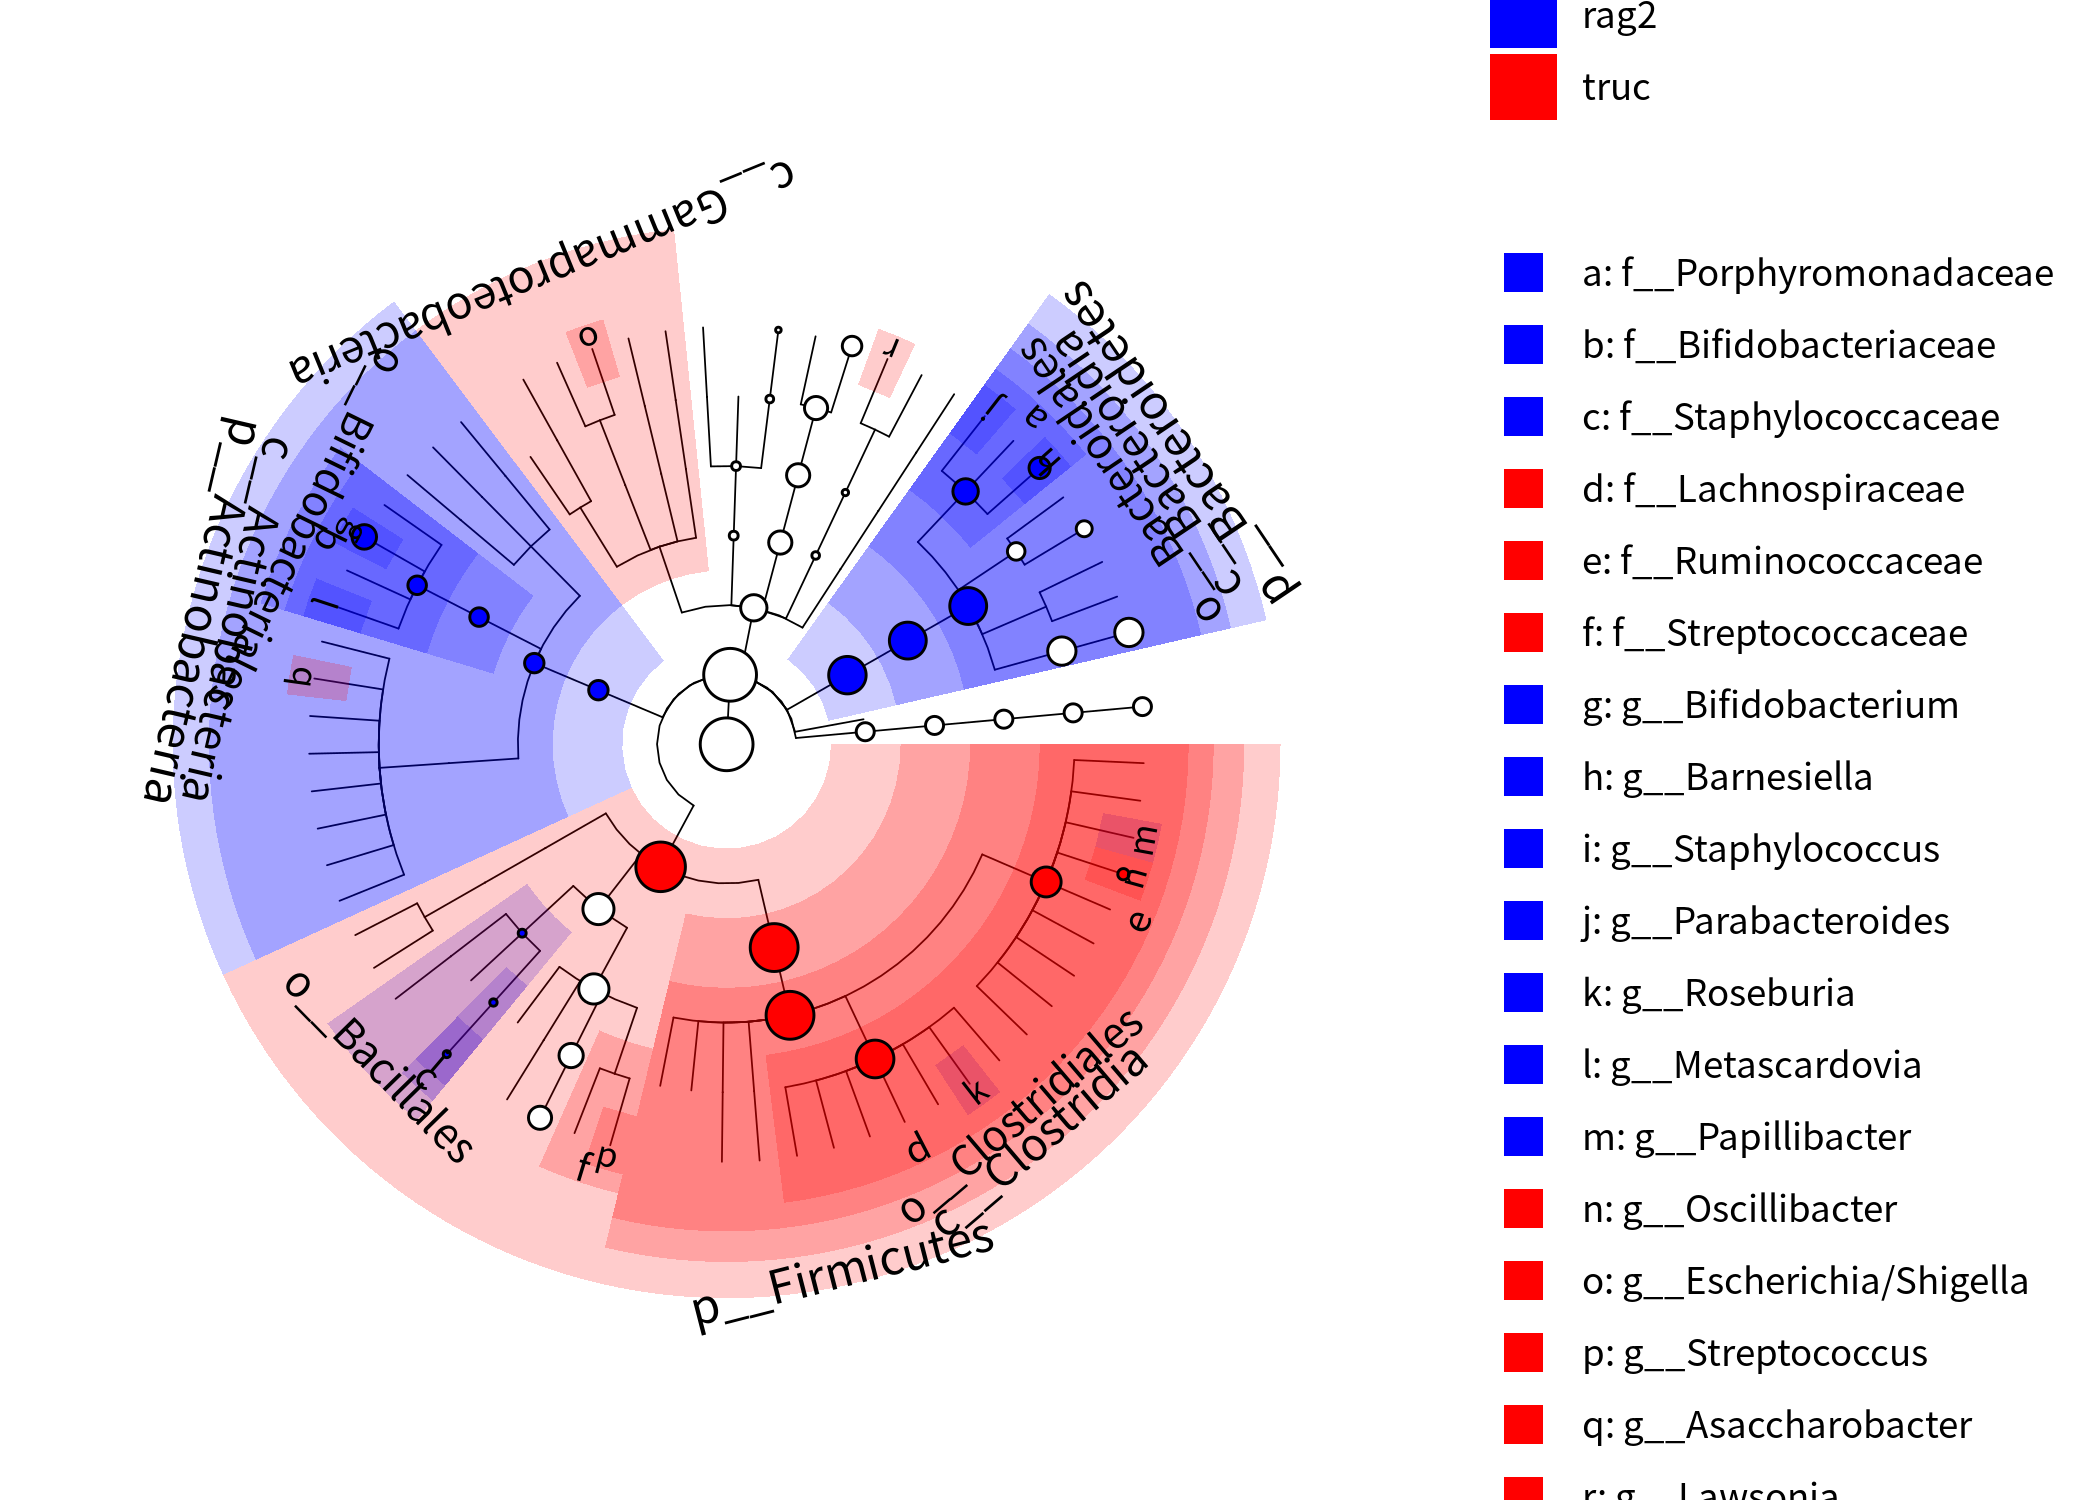 rag2
truc
a: f__Porphyromonadaceae
b: f__Bifidobacteriaceae
c: f__Staphylococcaceae
d: f__Lachnospiraceae
e: f__Ruminococcaceae
f: f__Streptococcaceae
g: g__Bifidobacterium
h: g__Barnesiella
i: g__Staphylococcus
j: g__Parabacteroides
k: g__Roseburia
l: g__Metascardovia
m: g__Papillibacter
n: g__Oscillibacter
o: g__Escherichia/Shigella
p: g__Streptococcus
q: g__Asaccharobacter
r: g__Lawsonia
c__Gammaproteobacteria
p__Bacteroidetes
c__Bacteroidia
o__Bacteroidales
o__Bifidobacteriales
c__Actinobacteria
p__Actinobacteria
o__Bacillales
o__Clostridiales
c__Clostridia
p__Firmicutes
o
r
j
a
h
g
b
l
q
m
n
e
k
d
c
f
p